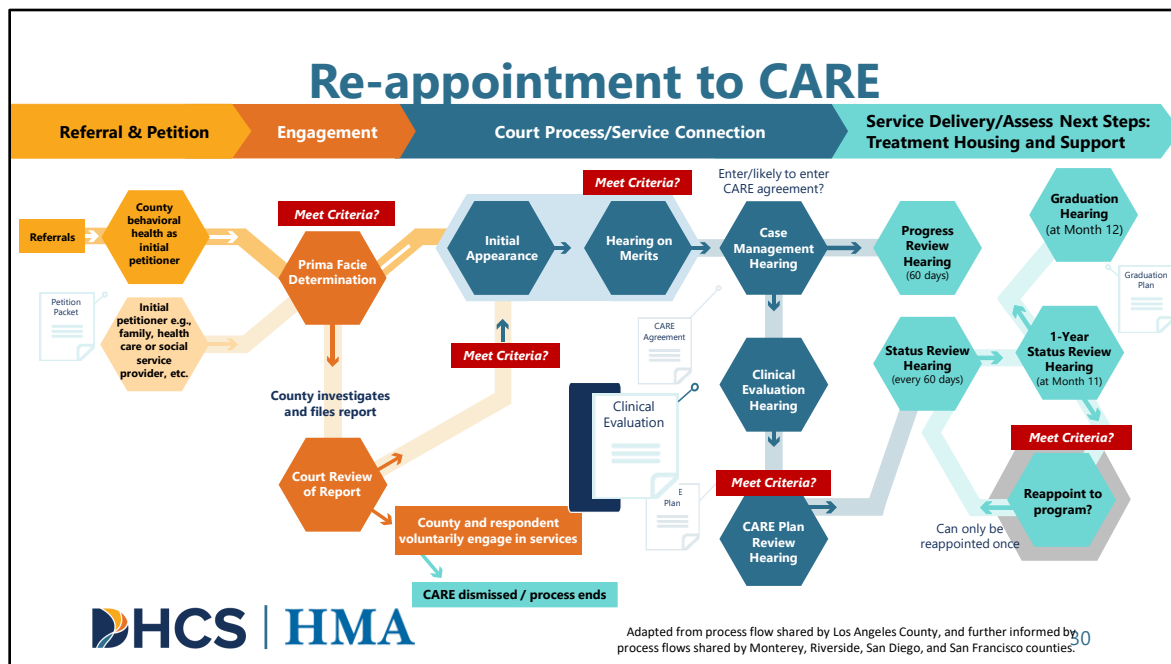 Re-appointment to CARE
Referral & Petition
Engagement
Court Process/Service Connection
Service Delivery/Assess Next Steps:
Treatment Housing and Support
Referrals
County
behavioral
health as
initial
petitioner
Petition
Packet
Initial
petitioner e.g.,
family, health
care or social
service
provider, etc.
Meet Criteria?
Prima Facie
Determination
County investigates
and files report
Court Review
of Report
County and respondent
voluntarily engage in services
CARE dismissed / process ends
Initial
Appearance
Meet Criteria?
Meet Criteria?
Hearing on
Merits
Enter/likely to enter
CARE agreement?
Case
Management
Hearing
CARE
Agreement
Clinical
Evaluation
Clinical
Evaluation
Hearing
E
Plan
Meet Criteria?
CARE Plan
Review
Hearing
Progress
Review
Hearing
(60 days)
Status Review
Hearing
(every 60 days)
Graduation
Hearing
(at Month 12)
Graduation
Plan
1-Year
Status Review
Hearing
(at Month 11)
Meet Criteria?
Reappoint to
program?
Can only be
reappointed once
DHCS | HMA
Adapted from process flow shared by Los Angeles County, and further informed by
process flows shared by Monterey, Riverside, San Diego, and San Francisco counties.
30